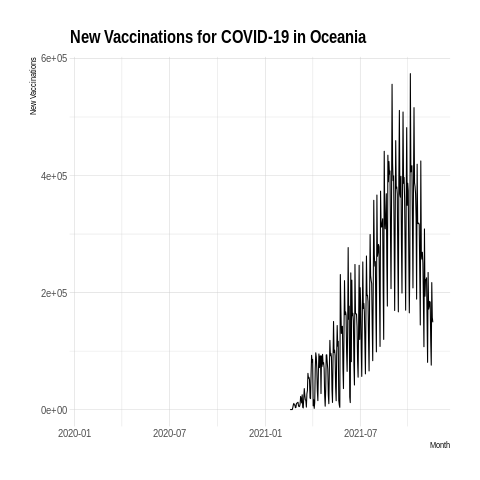 New Vaccinations for COVID-19 in Oceania
New Vaccinations
6e+05
4e+05
2e+05
0e+00
2020-01 2020-07 2021-01 2021-07
Month